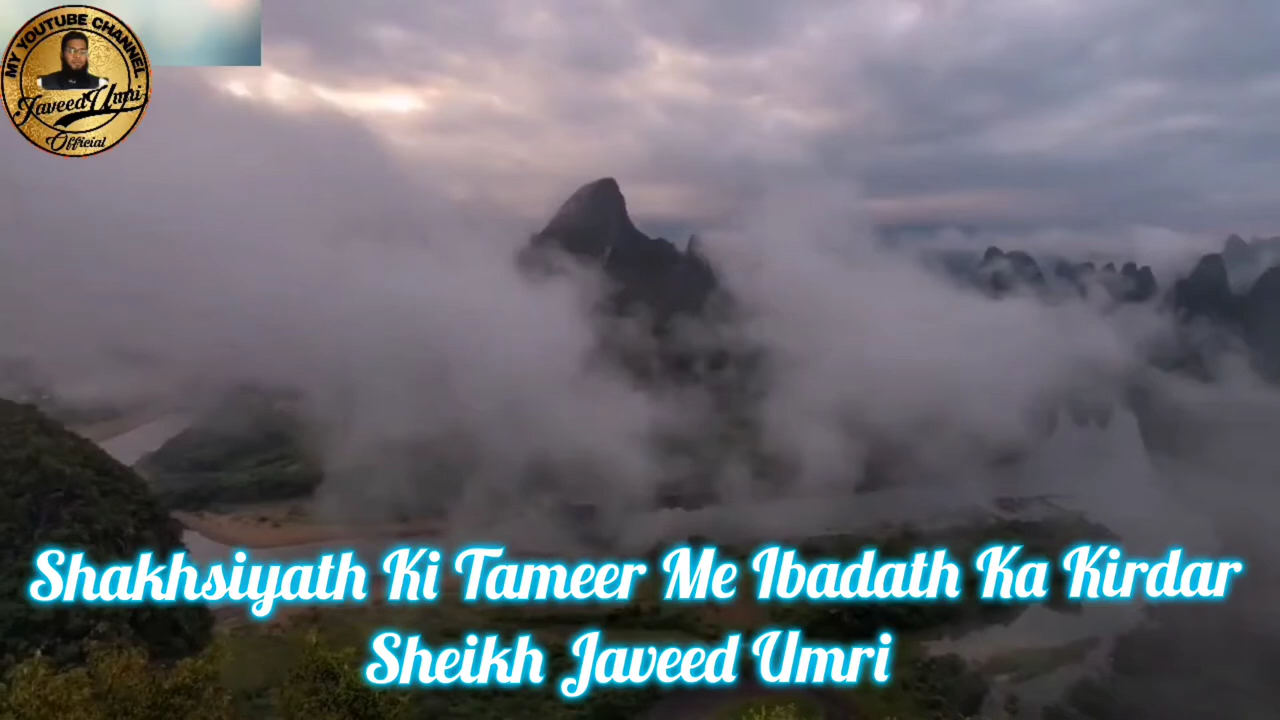 MY YOUTUBE CHANNEL
Javeed Umri
Official
Shakhsiyath Ki Tameer Me Ibadath Ka Kirdar
Sheikh Javeed Umri